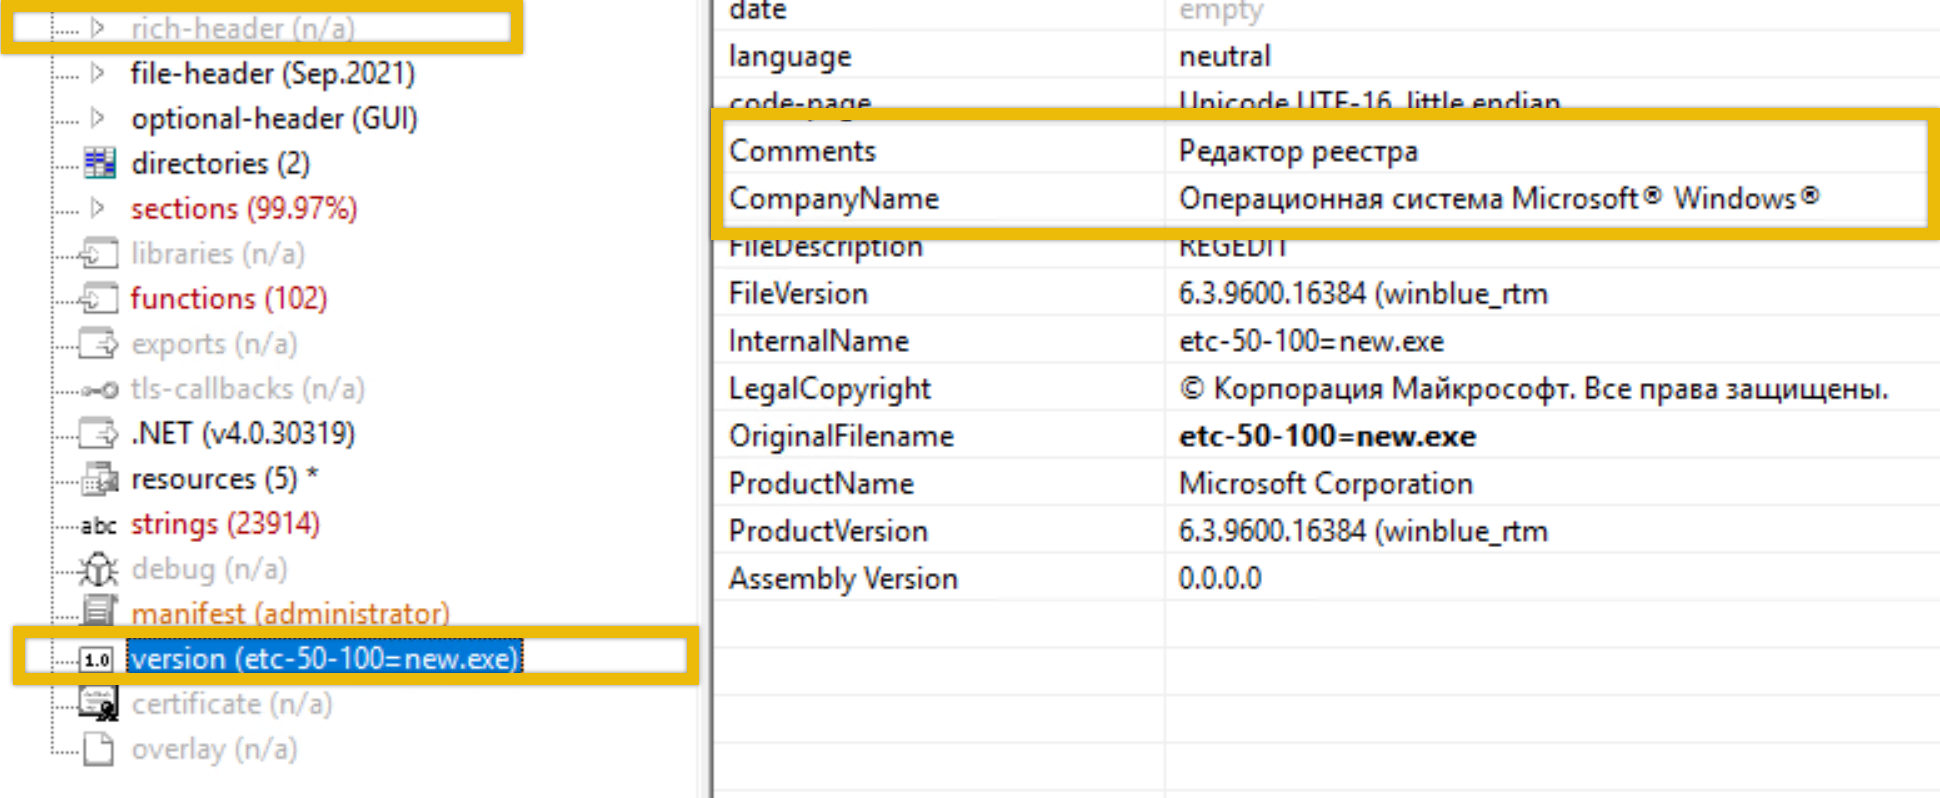 rich-header (n/a)
file-header (Sep.2021)
optional-header (GUI)
directories (2)
sections (99.97%)
libraries (n/a)
functions (102)
exports (n/a)
tls-callbacks (n/a)
.NET (v4.0.30319)
resources (5) *
abc strings (23914)
debug (n/a)
manifest (administrator)
1.0 version (etc-50-100=new.exe)
certificate (n/a)
overlay (n/a)
date empty
language neutral
code-page Unicode UTF-16, little endian
Comments Редактор реестра
CompanyName Операционная система Microsoft® Windows®
FileDescription REGEDIT
FileVersion 6.3.9600.16384 (winblue_rtm
InternalName etc-50-100=new.exe
LegalCopyright © Корпорация Майкрософт. Все права защищены.
OriginalFilename etc-50-100=new.exe
ProductName Microsoft Corporation
ProductVersion 6.3.9600.16384 (winblue_rtm
Assembly Version 0.0.0.0